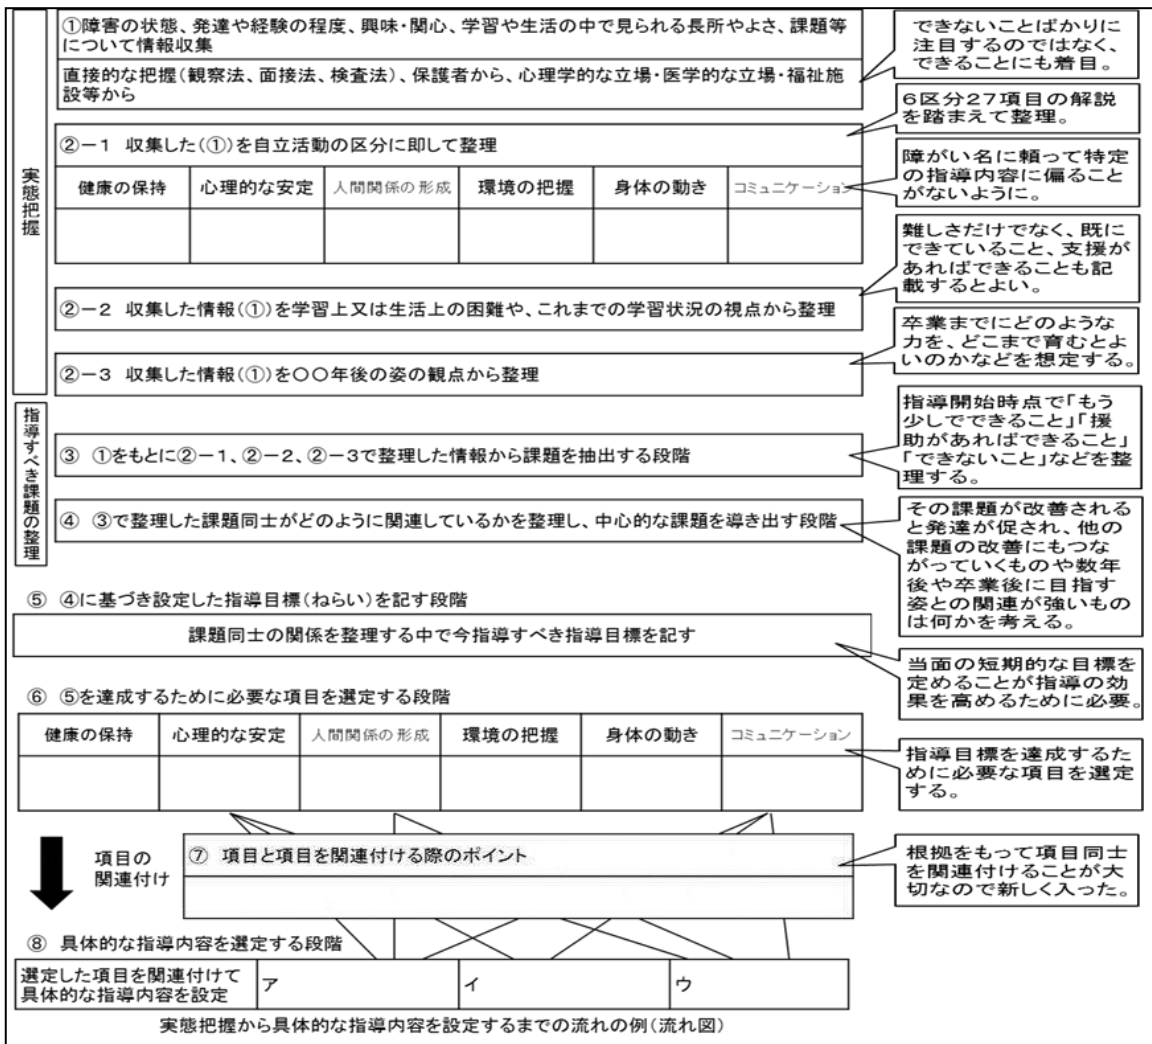 ①障害の状態、発達や経験の程度、興味・関心、学習や生活の中で見られる長所やよさ、課題等
について情報収集
直接的な把握(観察法、面接法、検査法)、保護者から、心理学的な立場・医学的な立場・福祉施
設等から
できないことばかりに
注目するのではなく、
できることにも着目。
実態把握
②－1 収集した(①)を自立活動の区分に即して整理
6区分27項目の解説
を踏まえて整理。
健康の保持
心理的な安定
人間関係の形成
環境の把握
身体の動き
コミュニケーション
障がい名に頼って特定
の指導内容に偏ること
がないように。
②－2 収集した情報(①)を学習上又は生活上の困難や、これまでの学習状況の視点から整理
難しさだけでなく、既に
できていること、支援が
あればできることも記
載するとよい。
②－3 収集した情報(①)を〇〇年後の姿の観点から整理
卒業までにどのような
力を、どこまで育むとよ
いのかなどを想定する。
指導すべき課題の整理
③ ①をもとに②－1、②－2、②－3で整理した情報から課題を抽出する段階
指導開始時点で「もう
少しでできること」「援
助があればできること」
「できないこと」などを整
理する。
④ ③で整理した課題同士がどのように関連しているかを整理し、中心的な課題を導き出す段階
その課題が改善される
と発達が促され、他の
課題の改善にもつな
がっていくものや数年
後や卒業後に目指す
姿との関連が強いもの
は何かを考える。
⑤ ④に基づき設定した指導目標(ねらい)を記す段階
課題同士の関係を整理する中で今指導すべき指導目標を記す
当面の短期的な目標を
定めることが指導の効
果を高めるために必要。
⑥ ⑤を達成するために必要な項目を選定する段階
健康の保持
心理的な安定
人間関係の形成
環境の把握
身体の動き
コミュニケーション
指導目標を達成するた
めに必要な項目を選定
する。
項目の
関連付け
⑦ 項目と項目を関連付ける際のポイント
根拠をもって項目同士
を関連付けることが大
切なので新しく入った。
⑧ 具体的な指導内容を選定する段階
選定した項目を関連付けて
具体的な指導内容を設定
ア
イ
ウ
実態把握から具体的な指導内容を設定するまでの流れの例(流れ図)